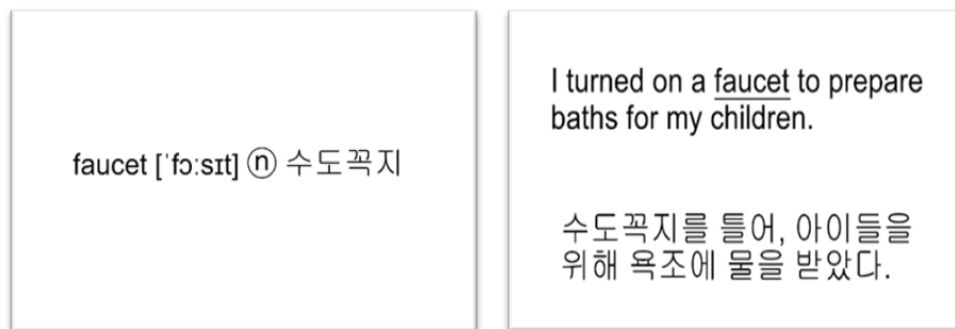 faucet [ˈfɔːsɪt] ⓝ 수도꼭지
I turned on a faucet to prepare
baths for my children.
수도꼭지를 틀어, 아이들을
위해 욕조에 물을 받았다.